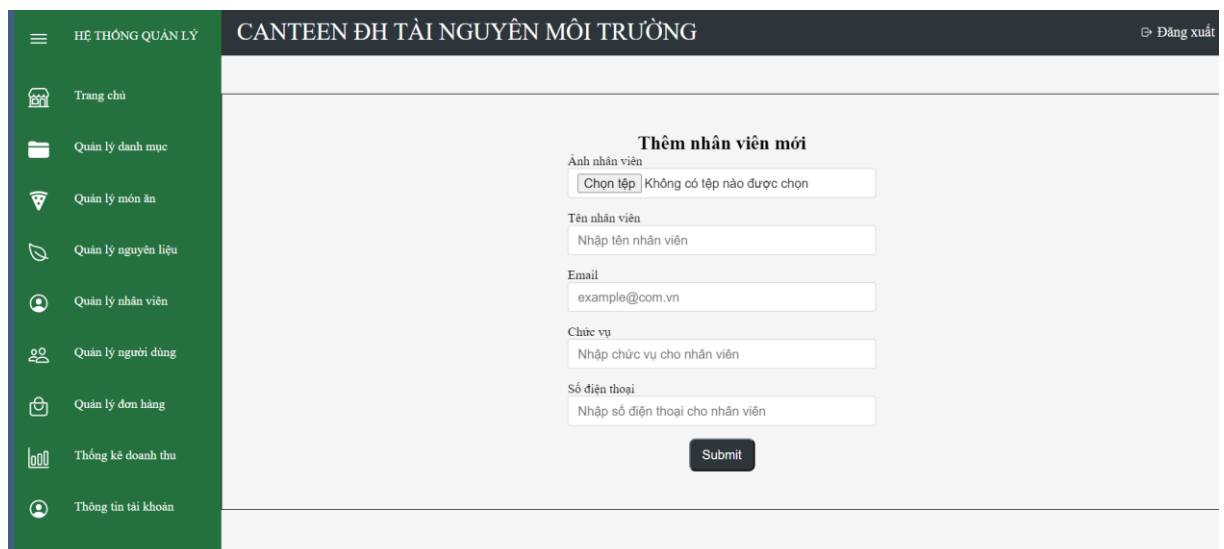 HỆ THỐNG QUẢN LÝ
CANTEEN ĐH TÀI NGUYÊN MÔI TRƯỜNG
Đăng xuất
Trang chủ
Quản lý danh mục
Quản lý món ăn
Quản lý nguyên liệu
Quản lý nhân viên
Quản lý người dùng
Quản lý đơn hàng
Thống kê doanh thu
Thông tin tài khoản
Thêm nhân viên mới
Ảnh nhân viên
Chọn tệp Không có tệp nào được chọn
Tên nhân viên
Nhập tên nhân viên
Email
example@com.vn
Chức vụ
Nhập chức vụ cho nhân viên
Số điện thoại
Nhập số điện thoại cho nhân viên
Submit